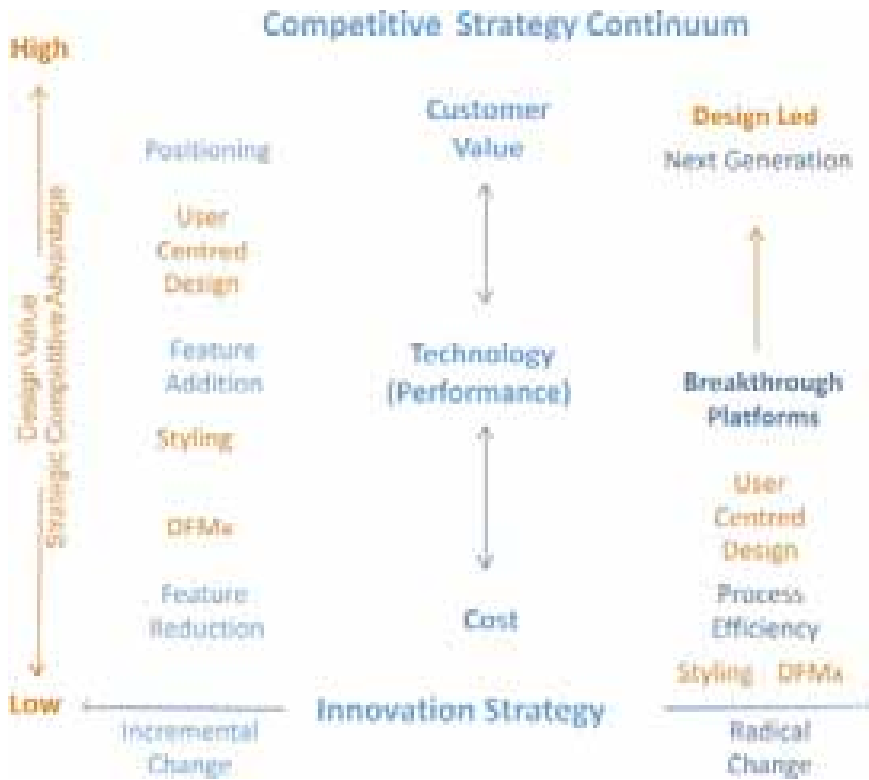 Competitive Strategy Continuum
High
Customer
Value
Design Led
Next Generation
Positioning
User
Centred
Design
Design Value
Strategic Competitive Advantage
Feature
Addition
Technology
(Performance)
Breakthrough
Platforms
Styling
User
Centred
Design
DFMx
Feature
Reduction
Cost
Process
Efficiency
Styling DFMx
Low
Innovation Strategy
Incremental
Change
Radical
Change